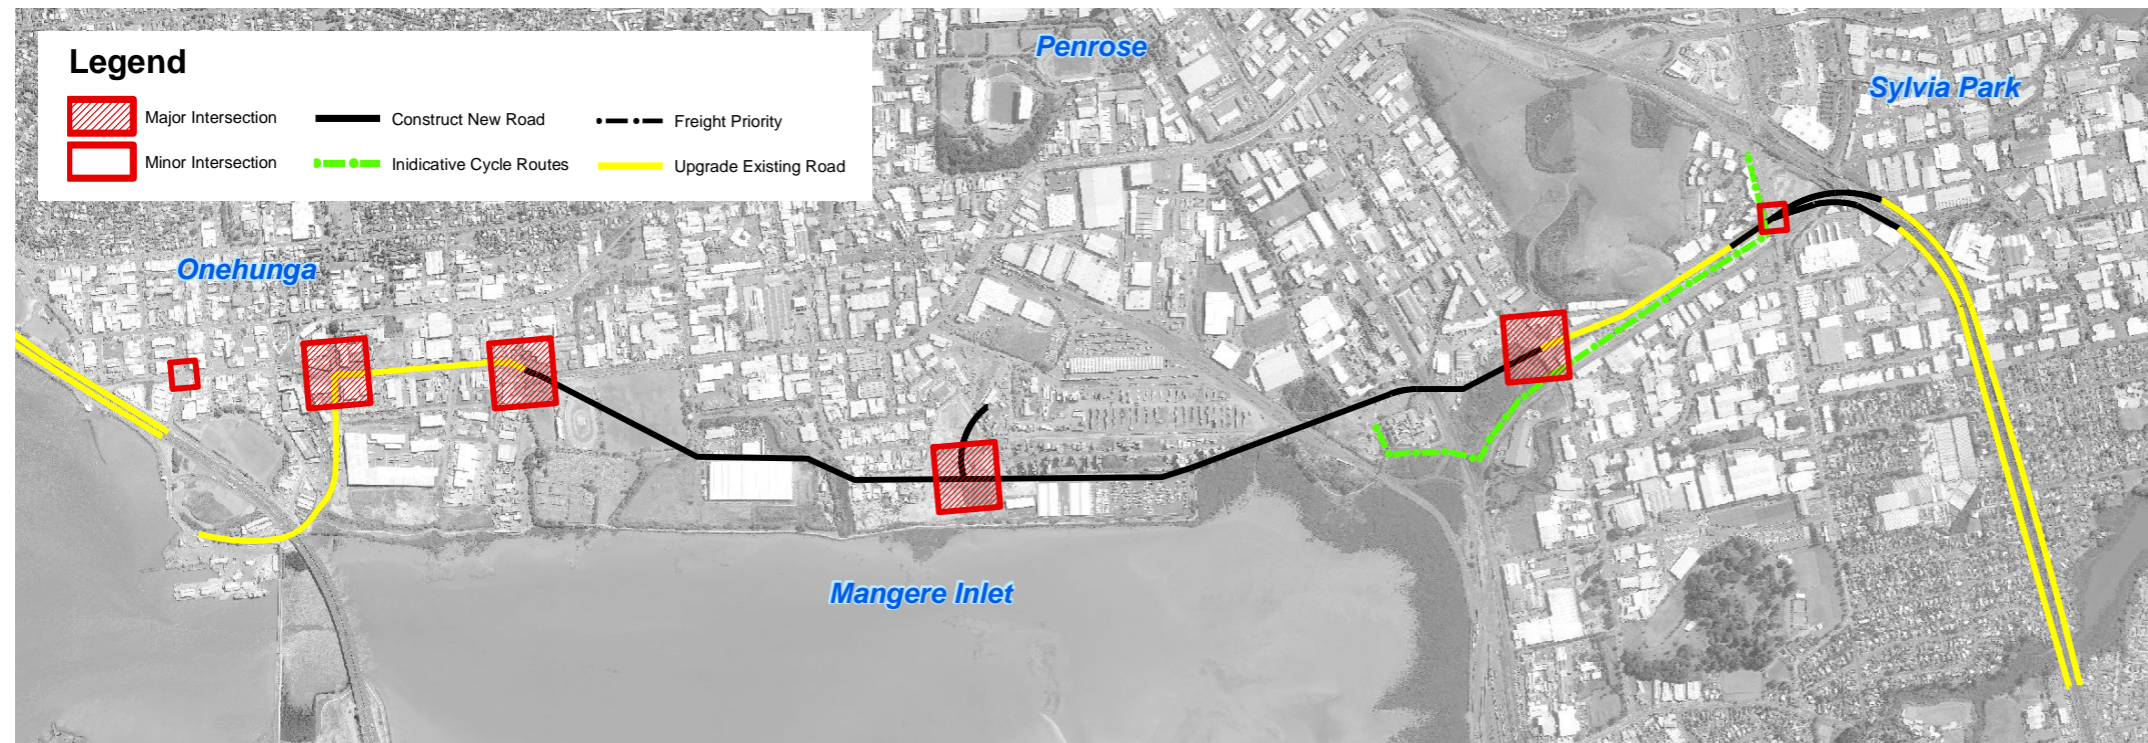 Legend
Major Intersection
Construct New Road
Freight Priority
Minor Intersection
Inidicative Cycle Routes
Upgrade Existing Road
Penrose
Sylvia Park
Onehunga
Mangere Inlet